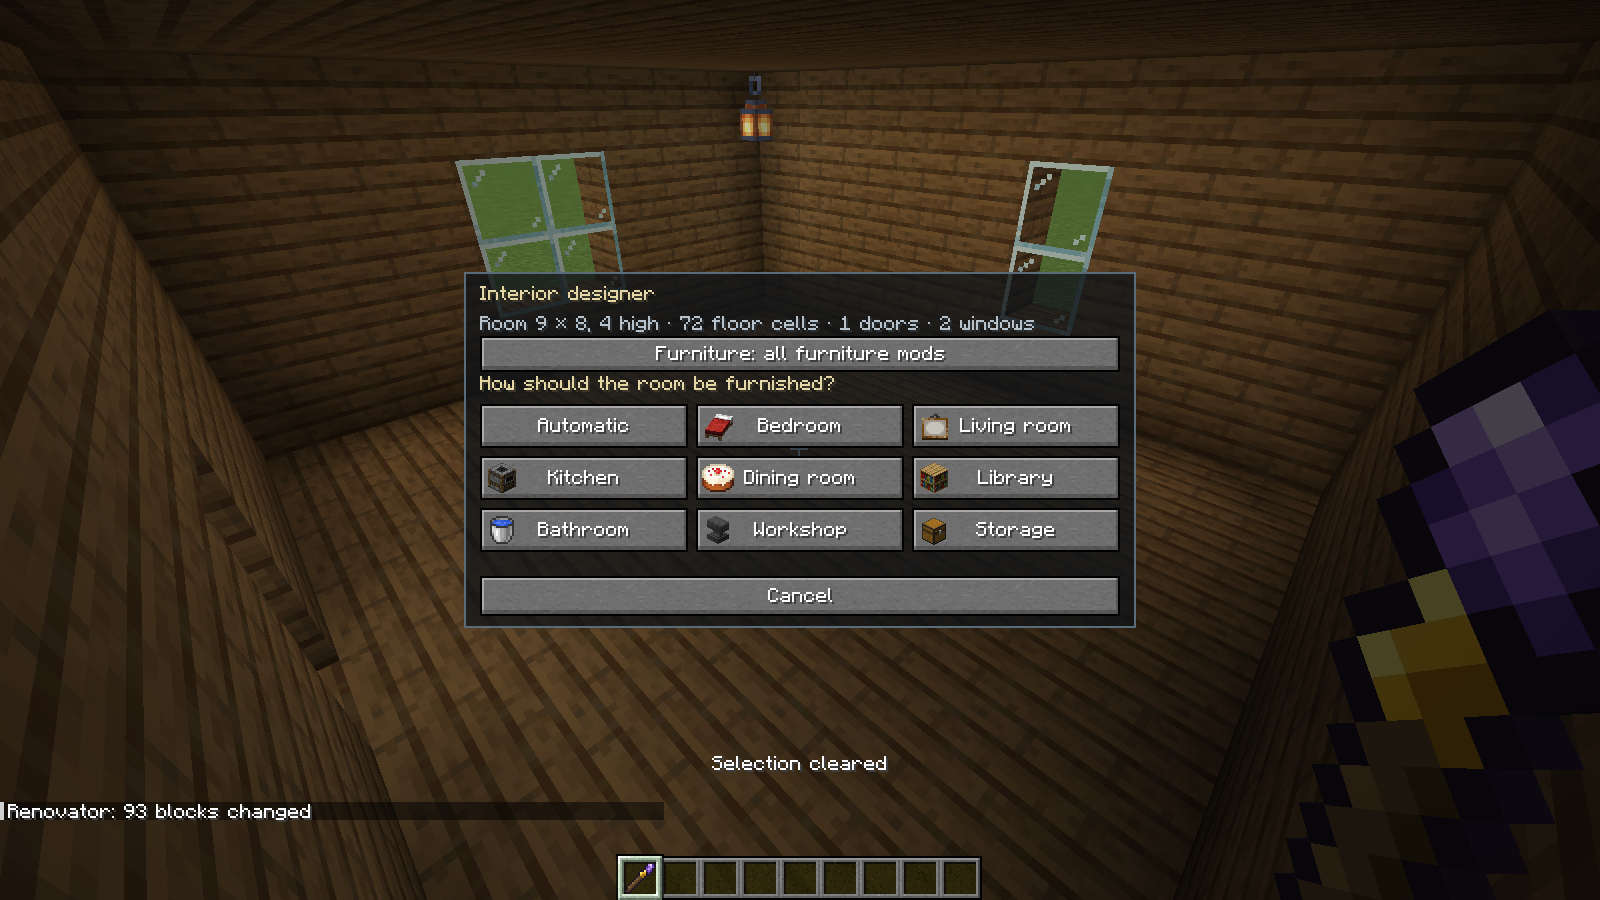 Interior designer
Room 9 × 8, 4 high · 72 floor cells · 1 doors · 2 windows
Furniture: all furniture mods
How should the room be furnished?
Automatic
Bedroom
Living room
Kitchen
Dining room
Library
Bathroom
Workshop
Storage
Cancel
Selection cleared
Renovator: 93 blocks changed